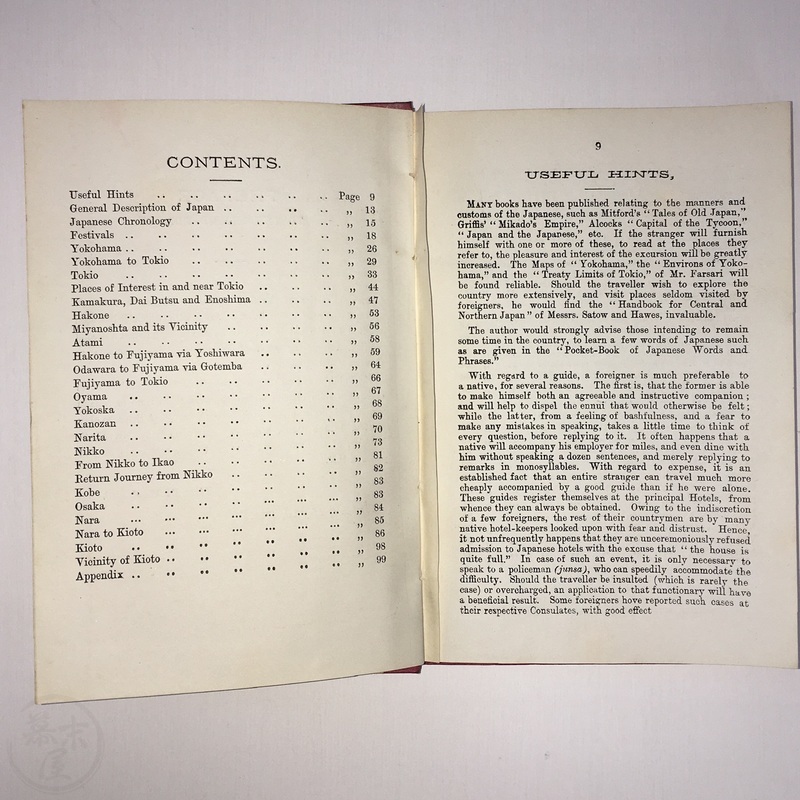 CONTENTS.
Useful Hints .. .. .. .. .. .. Page 9
General Description of Japan .. .. .. .. ,, 13
Japanese Chronology .. .. .. .. .. ,, 15
Festivals .. .. .. .. .. .. .. ,, 18
Yokohama .. .. .. .. .. .. .. ,, 26
Yokohama to Tokio .. .. .. .. .. ,, 29
Tokio .. .. .. .. .. .. .. ,, 33
Places of Interest in and near Tokio .. .. .. ,, 44
Kamakura, Dai Butsu and Enoshima .. .. .. ,, 47
Hakone .. .. .. .. .. .. .. ,, 53
Miyanoshta and its Vicinity .. .. .. .. ,, 56
Atami .. .. .. .. .. .. .. ,, 58
Hakone to Fujiyama via Yoshiwara .. .. .. ,, 59
Odawara to Fujiyama via Gotemba .. .. .. ,, 64
Fujiyama to Tokio .. .. .. .. .. ,, 66
Oyama .. .. .. .. .. .. .. ,, 67
Yokoska .. .. .. .. .. .. .. ,, 68
Kanozan .. .. .. .. .. .. .. ,, 69
Narita .. .. .. .. .. .. .. ,, 70
Nikko .. .. .. .. .. .. .. ,, 73
From Nikko to Ikao .. .. .. .. .. ,, 81
Return Journey from Nikko .. .. .. .. ,, 82
Kobe .. .. .. .. .. ... ... ,, 83
Osaka .. .. .. .. ... ... ... ,, 83
Nara ... ... ... ... ... ... ... ,, 84
Nara to Kioto ... ... ... ... ... ... ,, 85
Kioto .. .. .. .. .. .. .. ,, 86
Vicinity of Kioto .. .. .. .. .. .. ,, 98
Appendix .. .. .. .. .. .. .. ,, 99
9
USEFUL HINTS,
MANY books have been published relating to the manners and
customs of the Japanese, such as Mitford's "Tales of Old Japan,"
Griffis' "Mikado's Empire," Alcocks "Capital of the Tycoon,"
"Japan and the Japanese," etc. If the stranger will furnish
himself with one or more of these, to read at the places they
refer to, the pleasure and interest of the excursion will be greatly
increased. The Maps of "Yokohama," the "Environs of Yoko-
hama," and the "Treaty Limits of Tokio," of Mr. Farsari will
be found reliable. Should the traveller wish to explore the
country more extensively, and visit places seldom visited by
foreigners, he would find the "Handbook for Central and
Northern Japan" of Messrs. Satow and Hawes, invaluable.
The author would strongly advise those intending to remain
some time in the country, to learn a few words of Japanese such
as are given in the "Pocket-Book of Japanese Words and
Phrases."
With regard to a guide, a foreigner is much preferable to
a native, for several reasons. The first is, that the former is able
to make himself both an agreeable and instructive companion;
and will help to dispel the ennui that would otherwise be felt;
while the latter, from a feeling of bashfulness, and a fear to
make any mistakes in speaking, takes a little time to think of
every question, before replying to it. It often happens that a
native will accompany his employer for miles, and even dine with
him without speaking a dozen sentences, and merely replying to
remarks in monosyllables. With regard to expense, it is an
established fact that an entire stranger can travel much more
cheaply accompanied by a good guide than if he were alone.
These guides register themselves at the principal Hotels, from
whence they can always be obtained. Owing to the indiscretion
of a few foreigners, the rest of their countrymen are by many
native hotel-keepers looked upon with fear and distrust. Hence,
it not unfrequently happens that they are unceremoniously refused
admission to Japanese hotels with the excuse that "the house is
quite full." In case of such an event, it is only necessary to
speak to a policeman (junsa), who can speedily accommodate the
difficulty. Should the traveller be insulted (which is rarely the
case) or overcharged, an application to that functionary will have
a beneficial result. Some foreigners have reported such cases at
their respective Consulates, with good effect
幕末屋